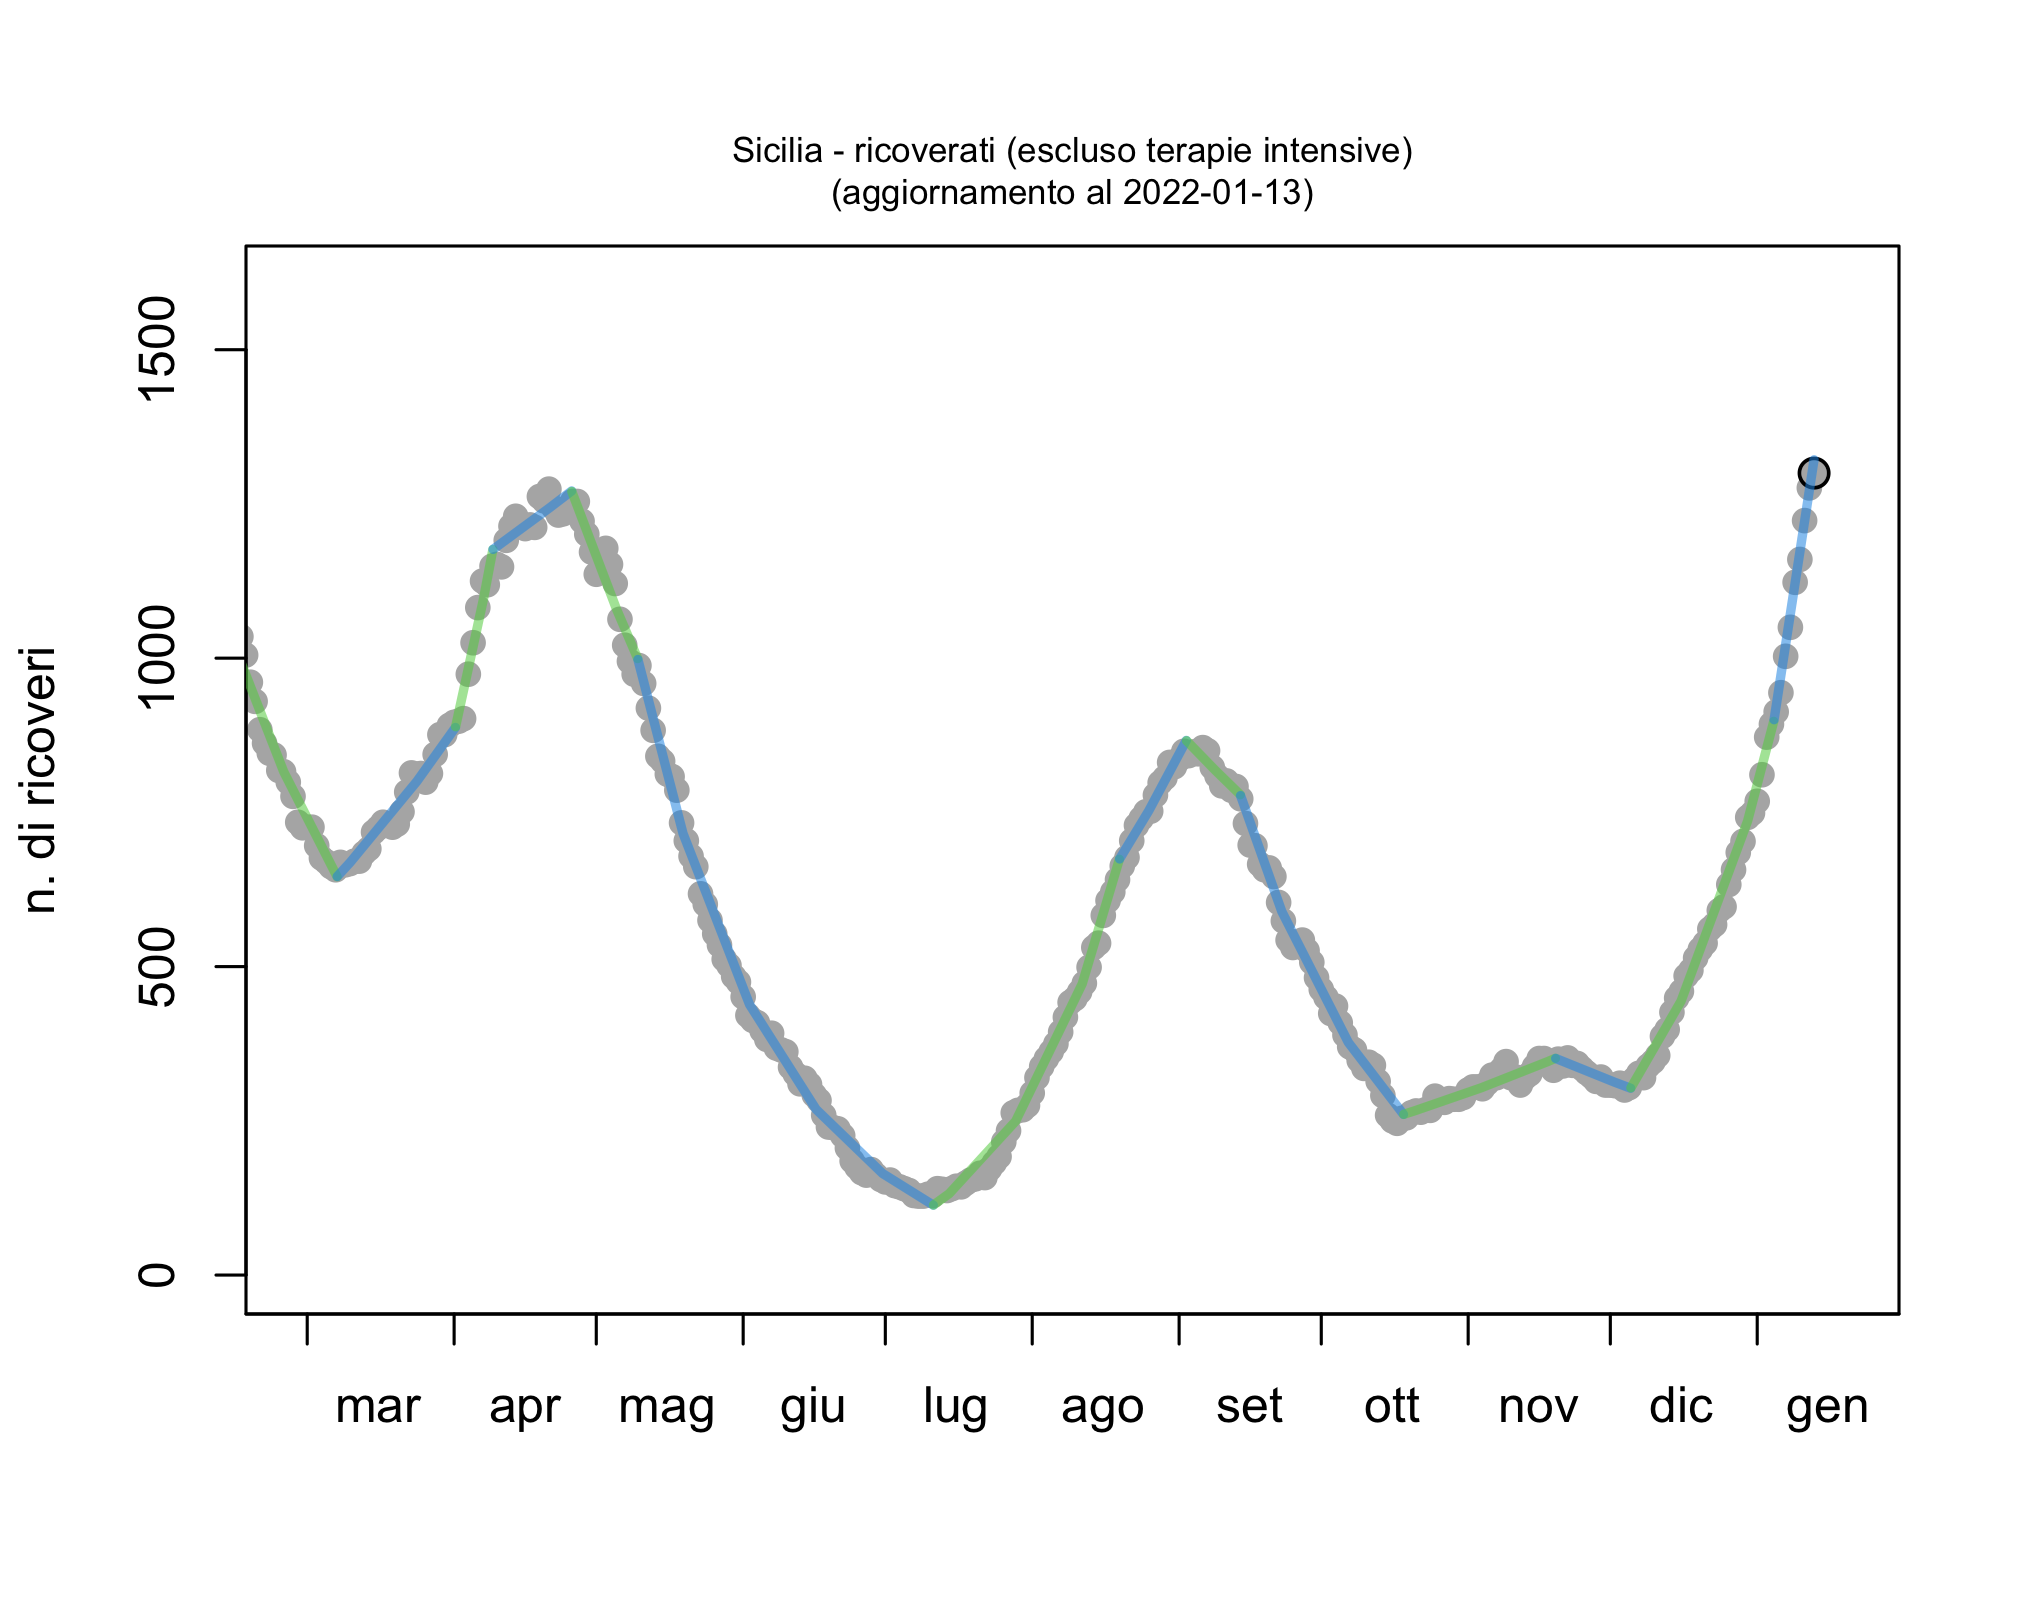 Sicilia - ricoverati (escluso terapie intensive)
(aggiornamento al 2022-01-13)
n. di ricoveri
1500
1000
500
0
mar apr mag giu lug ago set ott nov dic gen